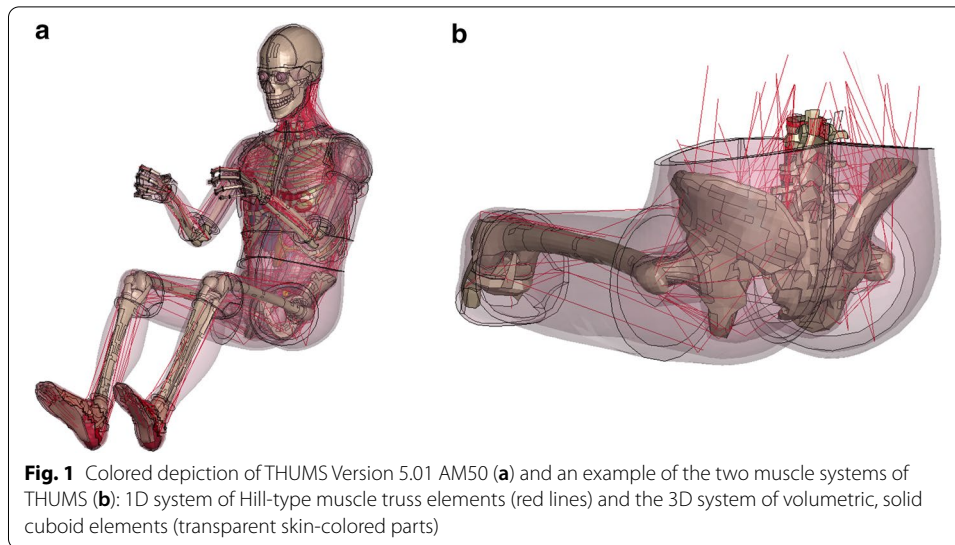 a
b
Fig. 1 Colored depiction of THUMS Version 5.01 AM50 (a) and an example of the two muscle systems of
THUMS (b): 1D system of Hill-type muscle truss elements (red lines) and the 3D system of volumetric, solid
cuboid elements (transparent skin-colored parts)